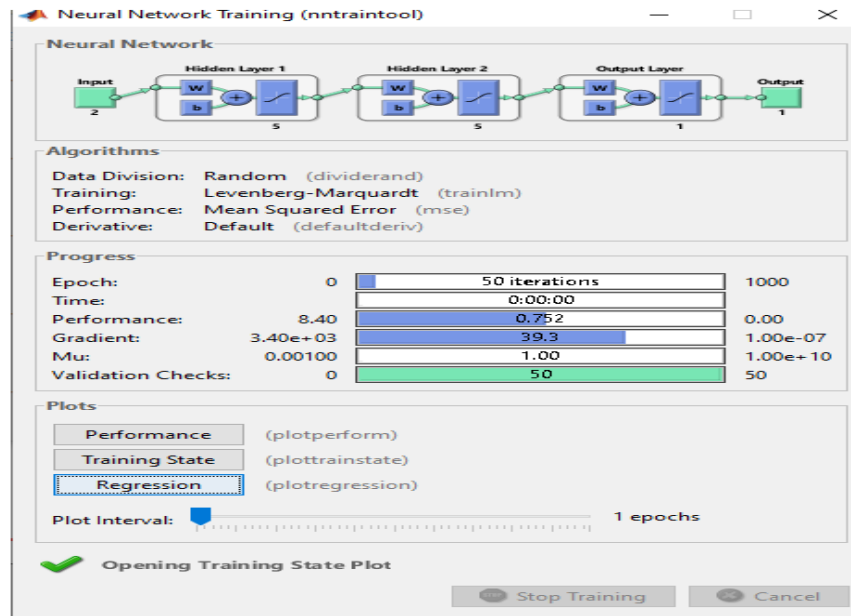 Neural Network Training (nntraintool)
Neural Network
Hidden Layer 1 Hidden Layer 2 Output Layer
Input Output
W W W
b b b
2 5 5 1 1
Algorithms
Data Division: Random (dividerand)
Training: Levenberg-Marquardt (trainlm)
Performance: Mean Squared Error (mse)
Derivative: Default (defaultderiv)
Progress
Epoch: 0 50 iterations 1000
Time: 0:00:00
Performance: 8.40 0.752 0.00
Gradient: 3.40e+03 39.3 1.00e-07
Mu: 0.00100 1.00 1.00e+10
Validation Checks: 0 50 50
Plots
Performance (plotperform)
Training State (plottrainstate)
Regression (plotregression)
Plot Interval: 1 epochs
Opening Training State Plot
Stop Training Cancel